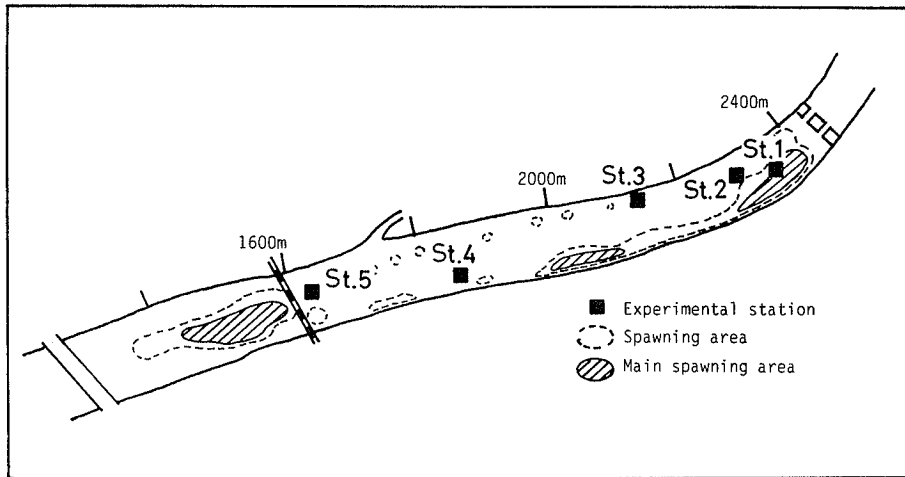 2400m
St.1
St.2
St.3
2000m
St.4
1600m
St.5
Experimental station
Spawning area
Main spawning area